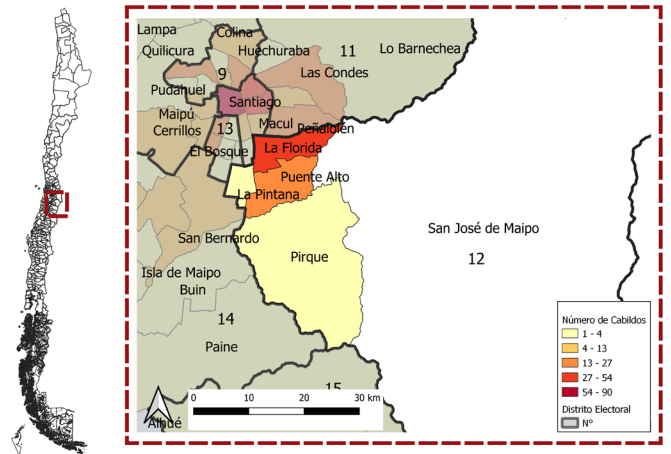 Lampa
Colina
Quilicura
Huechuraba
11
Lo Barnechea
9
Las Condes
Pudahuel
Santiago
Maipú
Cerrillos
13
Macul
Peñalolén
El Bosque
La Florida
Puente Alto
La Pintana
San José de Maipo
San Bernardo
12
Pirque
Isla de Maipo
Buin
14
Paine
15
Alhué
0 10 20 30 km
Número de Cabildos
1 - 4
4 - 13
13 - 27
27 - 54
54 - 90
Distrito Electoral
N°